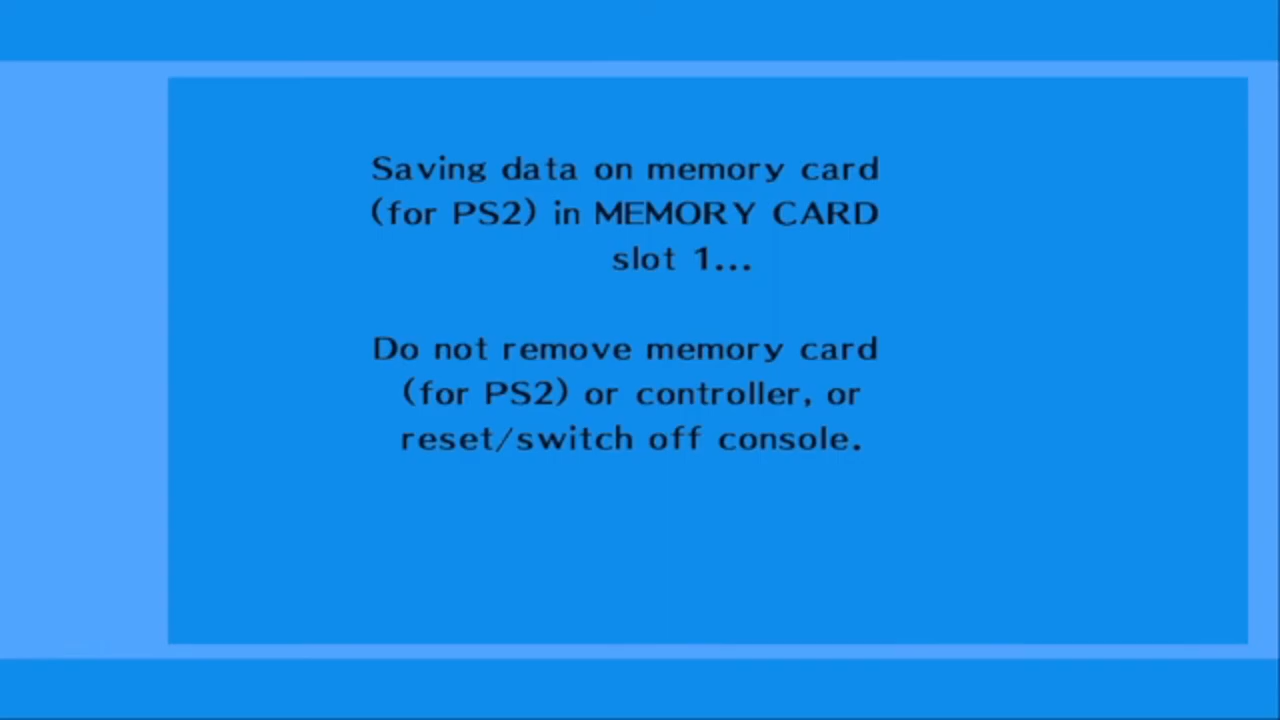 Saving data on memory card
(for PS2) in MEMORY CARD
slot 1...
Do not remove memory card
(for PS2) or controller, or
reset/switch off console.